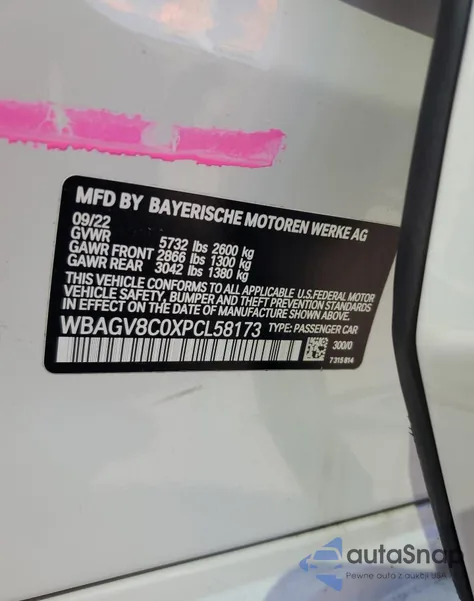 MFD BY BAYERISCHE MOTOREN WERKE AG
09/22
GVWR 5732 lbs 2600 kg
GAWR FRONT 2866 lbs 1300 kg
GAWR REAR 3042 lbs 1380 kg
THIS VEHICLE CONFORMS TO ALL APPLICABLE U.S.FEDERAL MOTOR
VEHICLE SAFETY, BUMPER AND THEFT PREVENTION STANDARDS
IN EFFECT ON THE DATE OF MANUFACTURE SHOWN ABOVE.
WBAGV8C0XPCL58173 TYPE: PASSENGER CAR
300/0
7 315 814
autaSnap
Pewne auta z aukcji USA